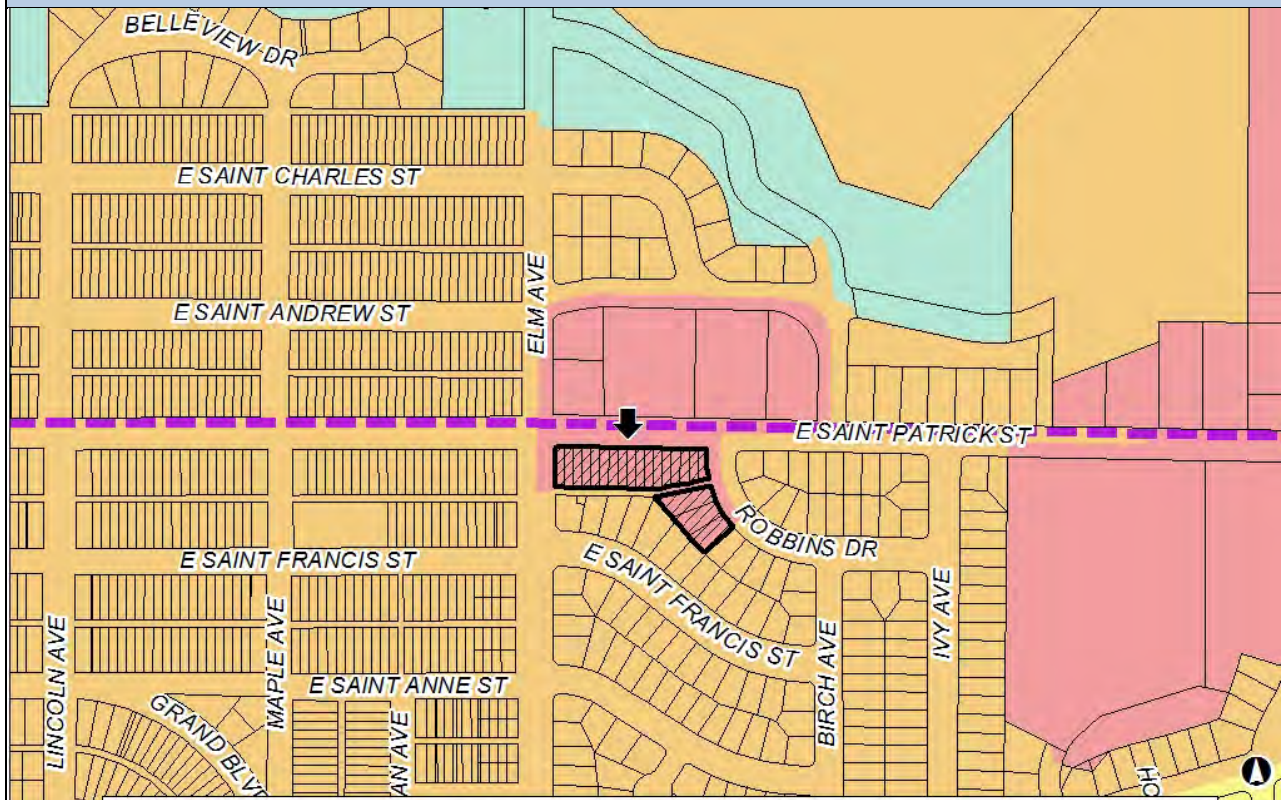 BELLEVIEW DR
E SAINT CHARLES ST
ELM AVE
E SAINT ANDREW ST
E SAINT PATRICK ST
ROBBINS DR
E SAINT FRANCIS ST
E SAINT FRANCIS ST
IVY AVE
LINCOLN AVE
MAPLE AVE
BIRCH AVE
E SAINT ANNE ST
GRAND BLV
AN AVE
HO